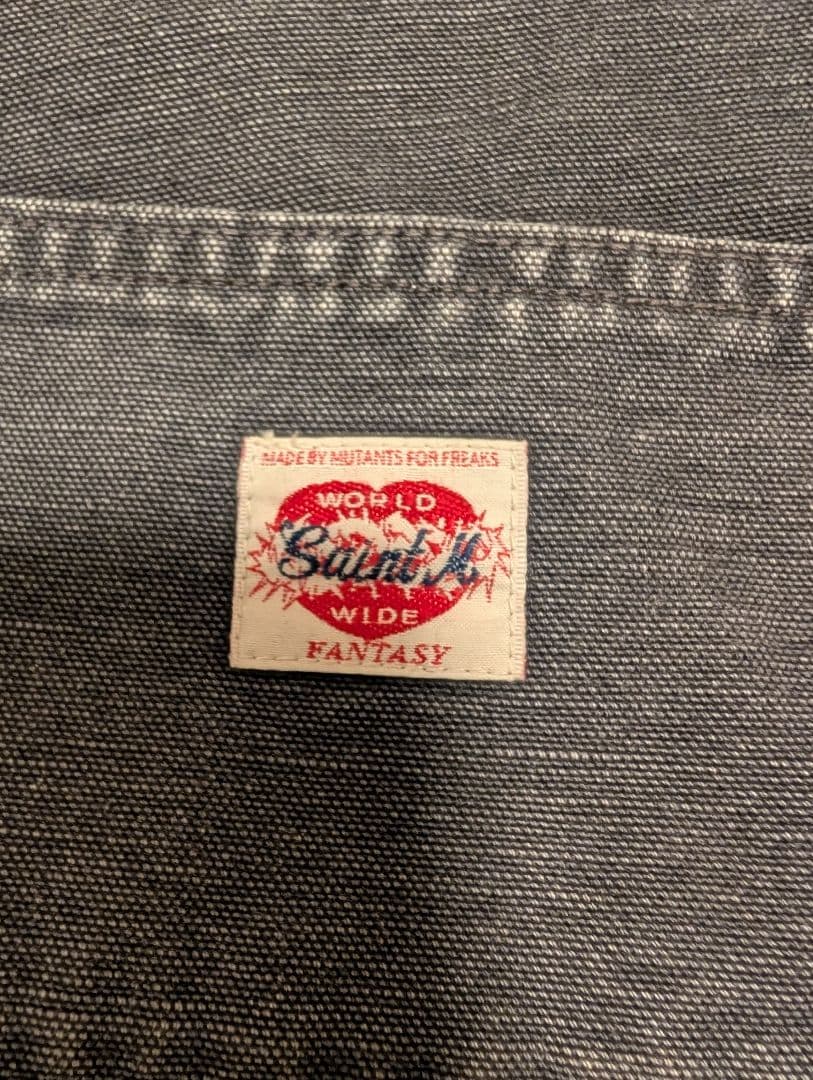 MADE BY MUTANTS FOR FREAKS
WORLD
Saint M
WIDE
FANTASY